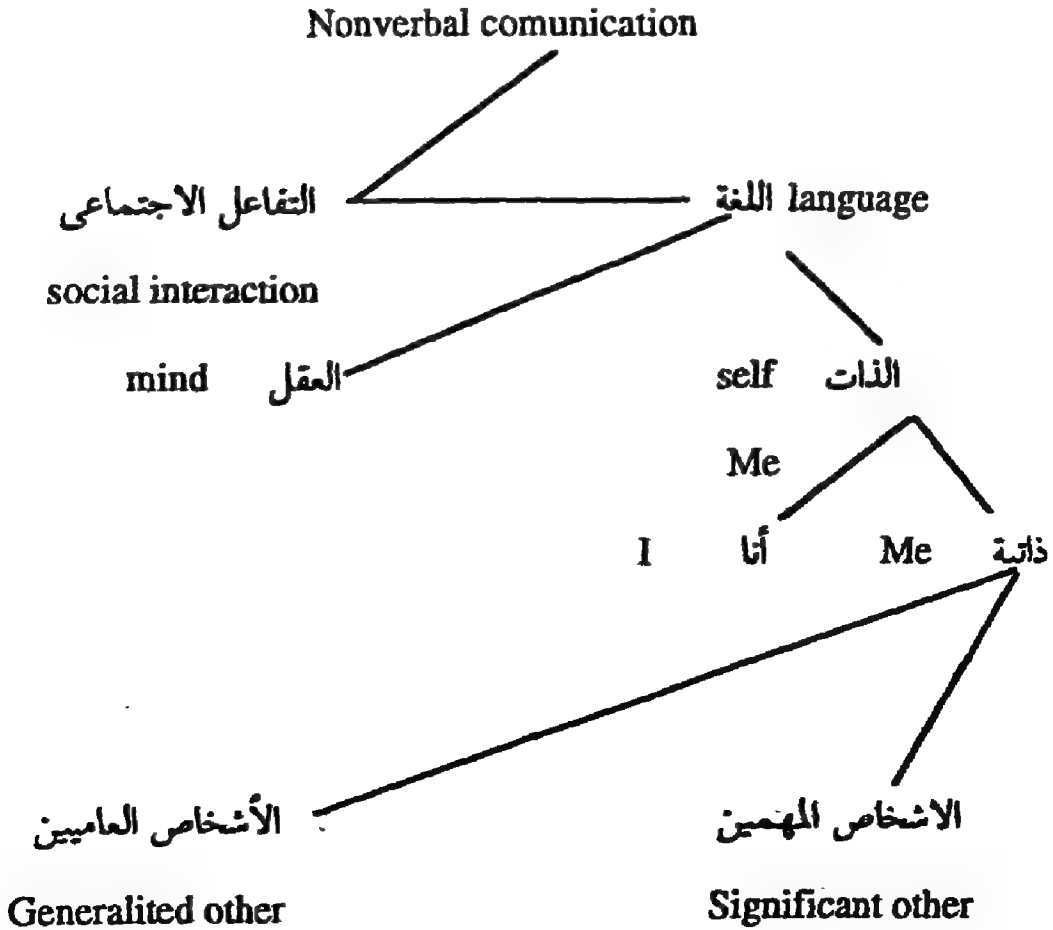 Nonverbal comunication
التفاعل الاجتماعى
اللغة language
social interaction
mind العقل
self الذات
Me
I أنا Me ذاتية
الأشخاص العاميين
الاشخاص المهمين
Generalited other
Significant other